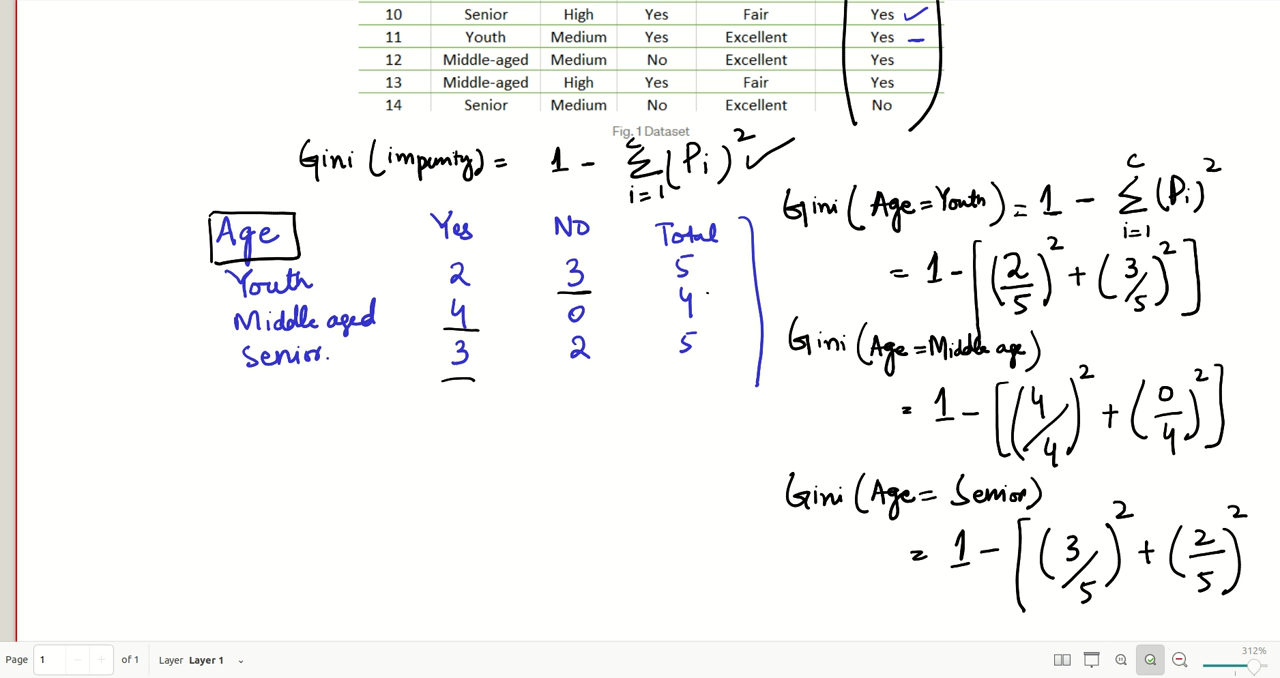 10 Senior High Yes Fair Yes ✓
11 Youth Medium Yes Excellent Yes –
12 Middle-aged Medium No Excellent Yes
13 Middle-aged High Yes Fair Yes
14 Senior Medium No Excellent No
Fig. 1 Dataset
Gini (impurity) = 1 - Σ_{i=1}^{c} (Pi)^2 ✓
Age Yes No Total
Youth 2 3 5
Middle aged 4 0 4
Senior. 3 2 5
Gini (Age = Youth) = 1 - Σ_{i=1}^{c} (Pi)^2
= 1 - [(2/5)^2 + (3/5)^2]
Gini (Age = Middle age)
= 1 - [(4/4)^2 + (0/4)^2]
Gini (Age = Senior)
= 1 - [(3/5)^2 + (2/5)^2
Page 1 of 1 Layer Layer 1 312%